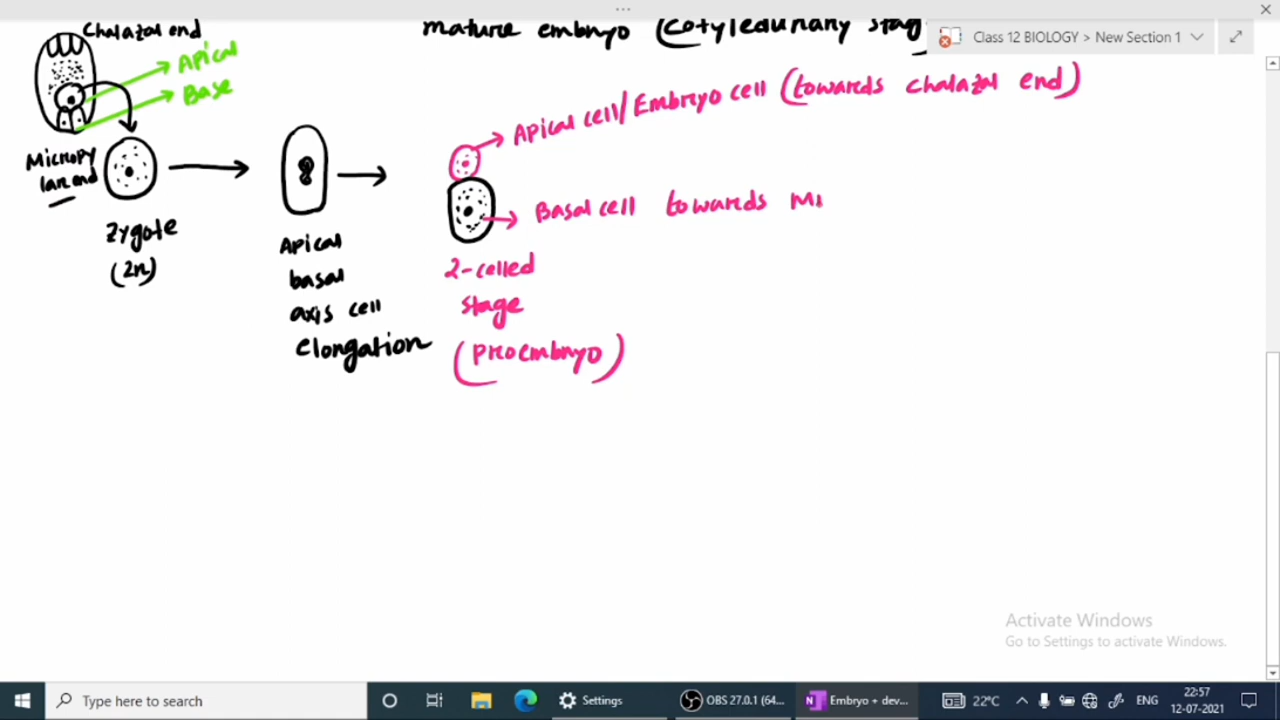 ...
Chalazal end
mature embryo (Cotyledunary stag
Class 12 BIOLOGY > New Section 1
Apical
Base
Apical cell/Embryo cell (towards chalazal end)
Micropy
lar end
Basal cell towards Mi
Zygote
(2n)
Apical
basal
axis cell
elongation
2-celled
stage
(proembryo)
Activate Windows
Go to Settings to activate Windows.
Type here to search
Settings
OBS 27.0.1 (64...
Embryo + dev...
22°C
ENG
22:57
12-07-2021